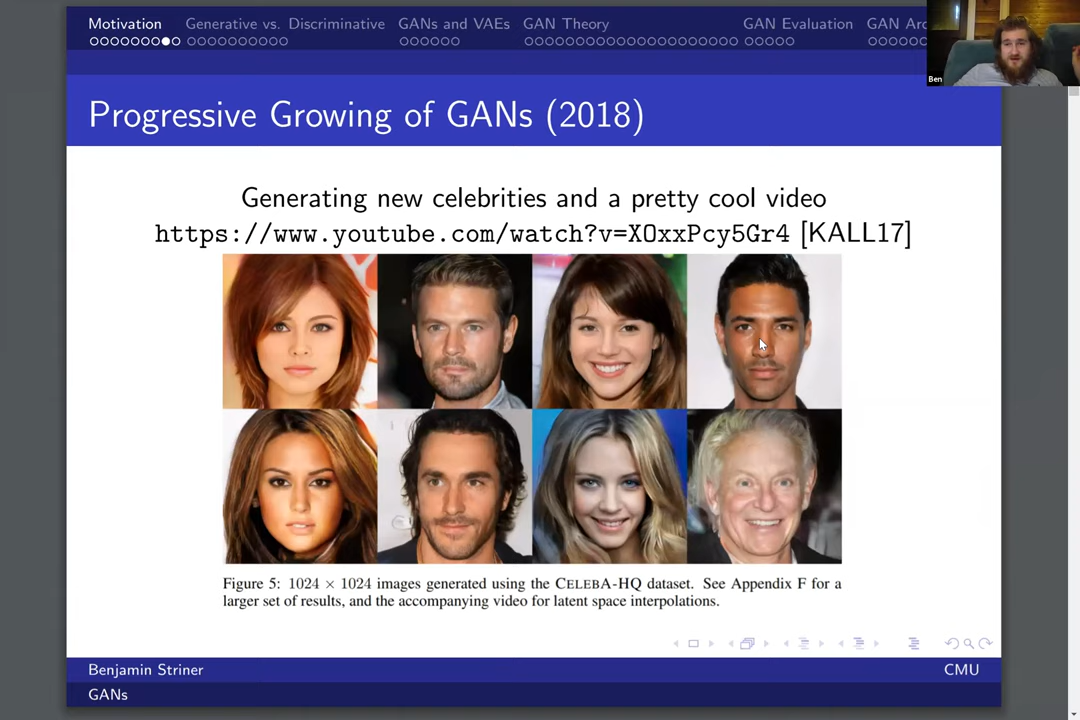 Motivation
Generative vs. Discriminative
GANs and VAEs
GAN Theory
GAN Evaluation
GAN Arc
Ben
Progressive Growing of GANs (2018)
Generating new celebrities and a pretty cool video
https://www.youtube.com/watch?v=XOxxPcy5Gr4 [KALL17]
Figure 5: 1024 × 1024 images generated using the CELEBA-HQ dataset. See Appendix F for a
larger set of results, and the accompanying video for latent space interpolations.
Benjamin Striner
CMU
GANs